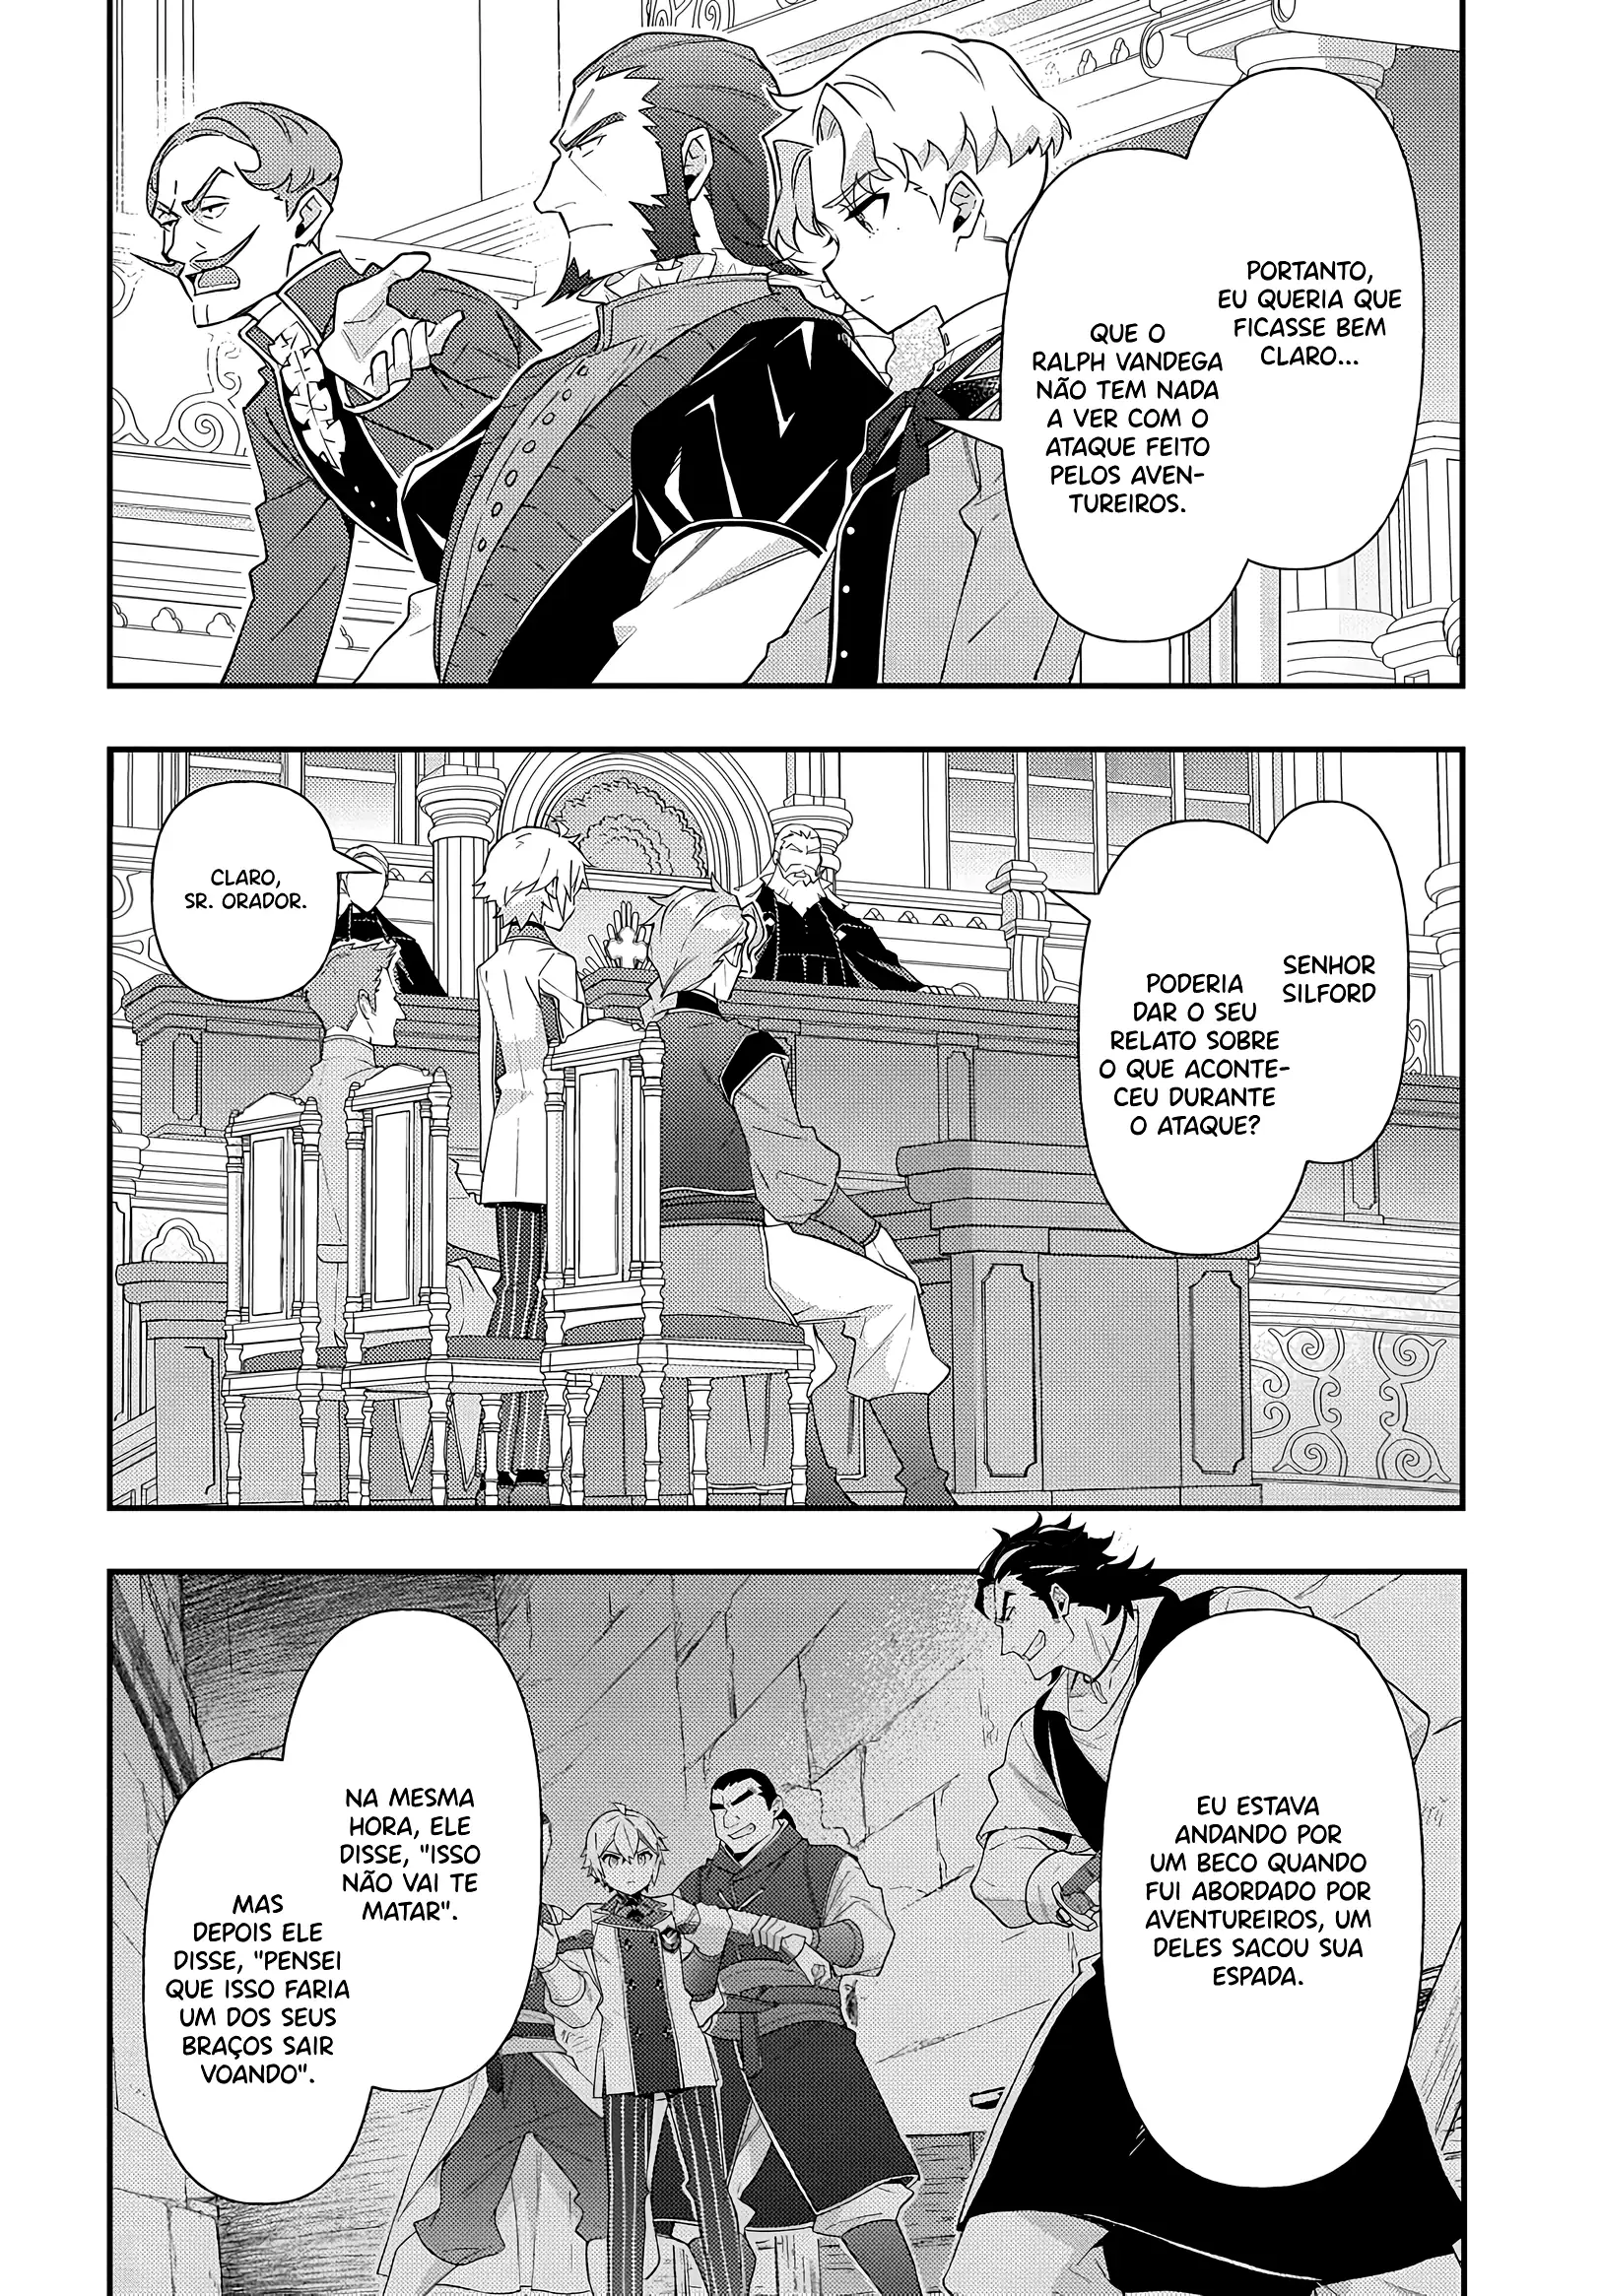 PORTANTO,
EU QUERIA QUE
FICASSE BEM
CLARO...
QUE O
RALPH VANDEGA
NÃO TEM NADA
A VER COM O
ATAQUE FEITO
PELOS AVEN-
TUREIROS.
SENHOR
SILFORD
PODERIA
DAR O SEU
RELATO SOBRE
O QUE ACONTE-
CEU DURANTE
O ATAQUE?
CLARO,
SR. ORADOR.
EU ESTAVA
ANDANDO POR
UM BECO QUANDO
FUI ABORDADO POR
AVENTUREIROS, UM
DELES SACOU SUA
ESPADA.
NA MESMA
HORA, ELE
DISSE, "ISSO
NÃO VAI TE
MATAR".
MAS
DEPOIS ELE
DISSE, "PENSEI
QUE ISSO FARIA
UM DOS SEUS
BRAÇOS SAIR
VOANDO".